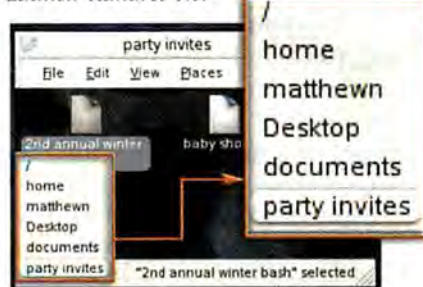 party invites
File Edit View Places
2nd annual winter
baby sho
/
home
matthewn
Desktop
documents
party invites
"2nd annual winter bash" selected
/
home
matthewn
Desktop
documents
party invites